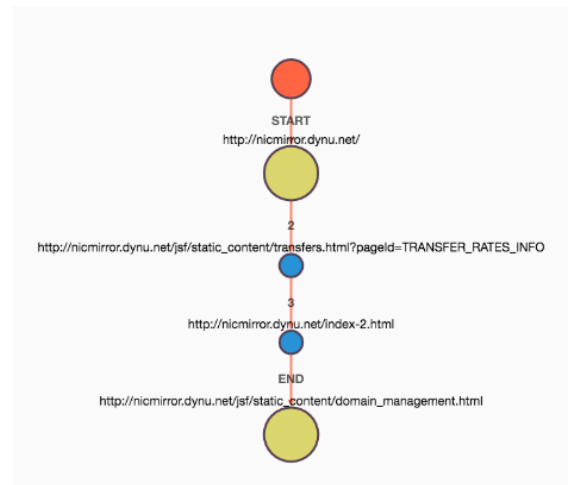 START
http://nicmirror.dynu.net/
2
http://nicmirror.dynu.net/jsf/static_content/transfers.html?pageId=TRANSFER_RATES_INFO
3
http://nicmirror.dynu.net/index-2.html
END
http://nicmirror.dynu.net/jsf/static_content/domain_management.html